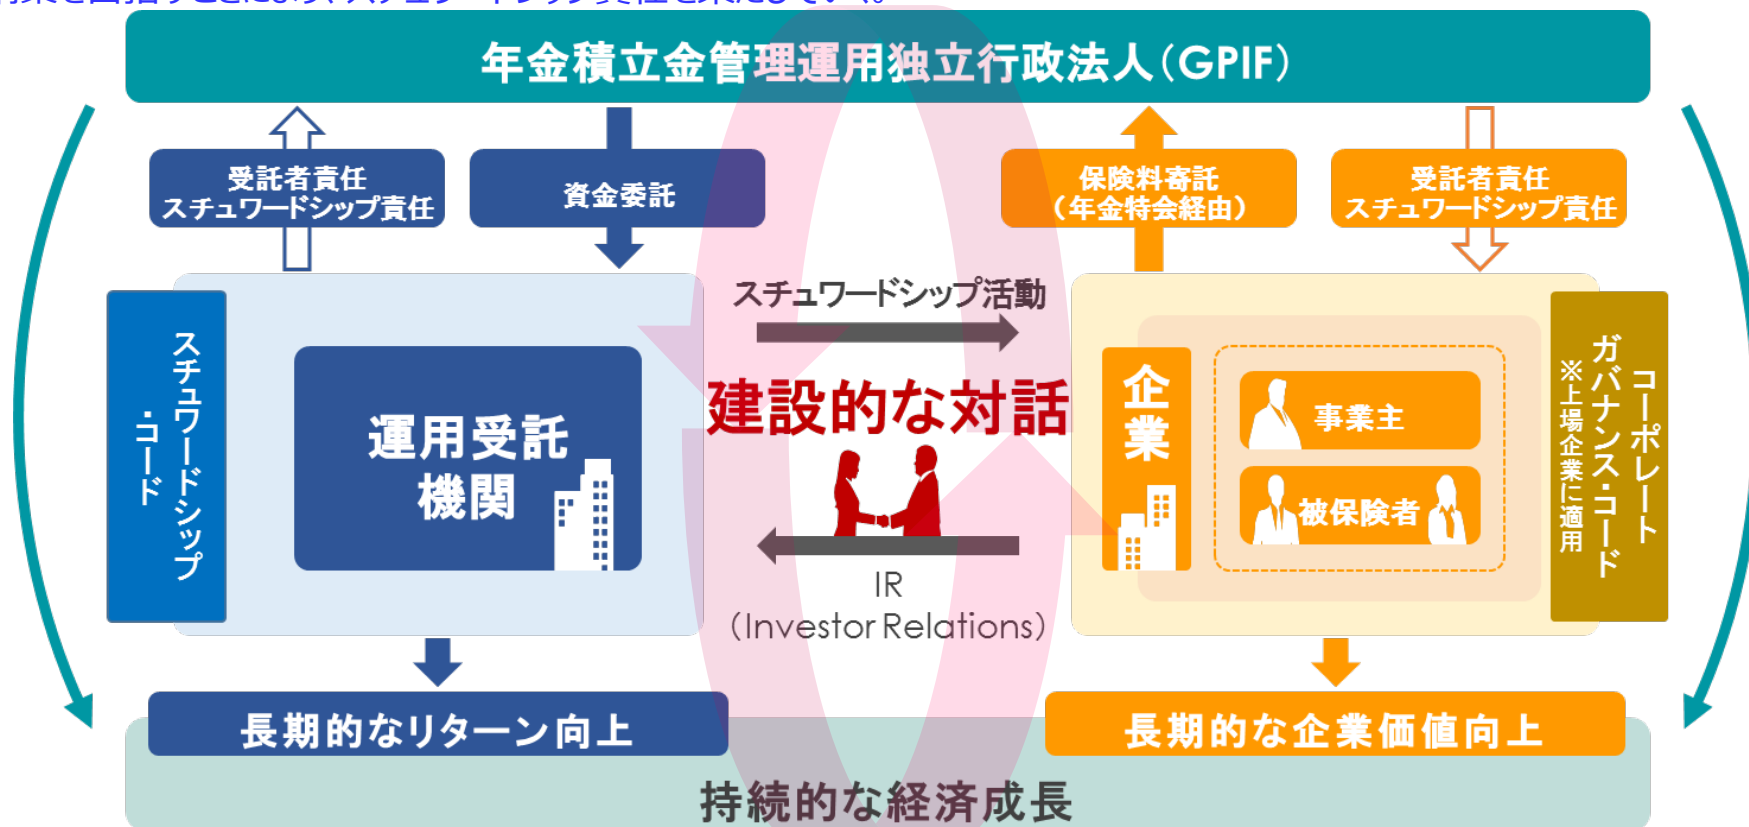 年金積立金管理運用独立行政法人（GPIF）
受託者責任
スチュワードシップ責任
資金委託
保険料寄託
（年金特会経由）
受託者責任
スチュワードシップ責任
スチュワードシップ
・コード
運用受託
機関
スチュワードシップ活動
建設的な対話
IR
（Investor Relations）
企業
事業主
被保険者
コーポレート
ガバナンス・コード
※上場企業に適用
長期的なリターン向上
長期的な企業価値向上
持続的な経済成長